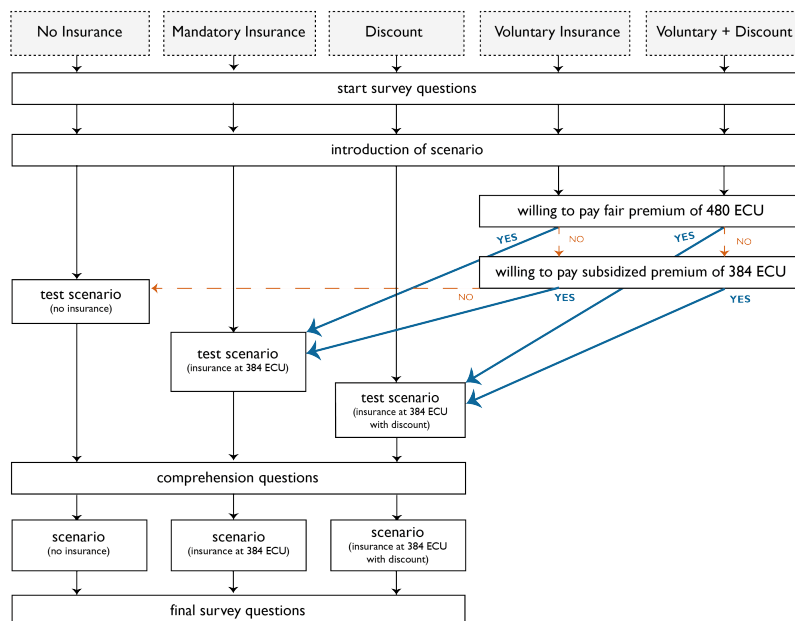 No Insurance
Mandatory Insurance
Discount
Voluntary Insurance
Voluntary + Discount
start survey questions
introduction of scenario
willing to pay fair premium of 480 ECU
YES
NO
YES
NO
willing to pay subsidized premium of 384 ECU
NO
YES
YES
test scenario
(no insurance)
test scenario
(insurance at 384 ECU)
test scenario
(insurance at 384 ECU
with discount)
comprehension questions
scenario
(no insurance)
scenario
(insurance at 384 ECU)
scenario
(insurance at 384 ECU
with discount)
final survey questions